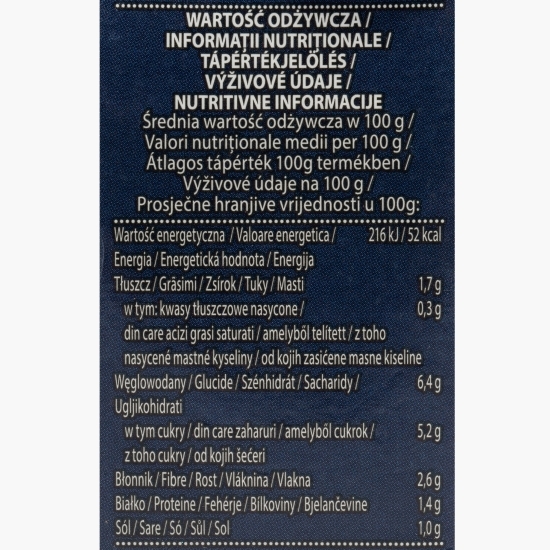 WARTOŚĆ ODŻYWCZA /
INFORMAȚII NUTRIȚIONALE /
TÁPÉRTÉKJELÖLÉS /
VÝŽIVOVÉ ÚDAJE /
NUTRITIVNE INFORMACIJE
Średnia wartość odżywcza w 100 g /
Valori nutriționale medii per 100 g /
Átlagos tápérték 100g termékben /
Výživové údaje na 100 g /
Prosječne hranjive vrijednosti u 100g:
Wartość energetyczna / Valoare energetica / 216 kJ / 52 kcal
Energia / Energetická hodnota / Energija
Tłuszcz / Grăsimi / Zsírok / Tuky / Masti 1,7 g
w tym: kwasy tłuszczowe nasycone / 0,3 g
din care acizi grasi saturati / amelyből telített / z toho
nasycené mastné kyseliny / od kojih zasićene masne kiseline
Węglowodany / Glucide / Szénhidrát / Sacharidy / 6,4 g
Ugljikohidrati
w tym cukry / din care zaharuri / amelyből cukrok / 5,2 g
z toho cukry / od kojih šećeri
Błonnik / Fibre / Rost / Vláknina / Vlakna 2,6 g
Białko / Proteine / Fehérje / Bílkoviny / Bjelančevine 1,4 g
Sól / Sare / Só / Sůl / Sol 1,0 g